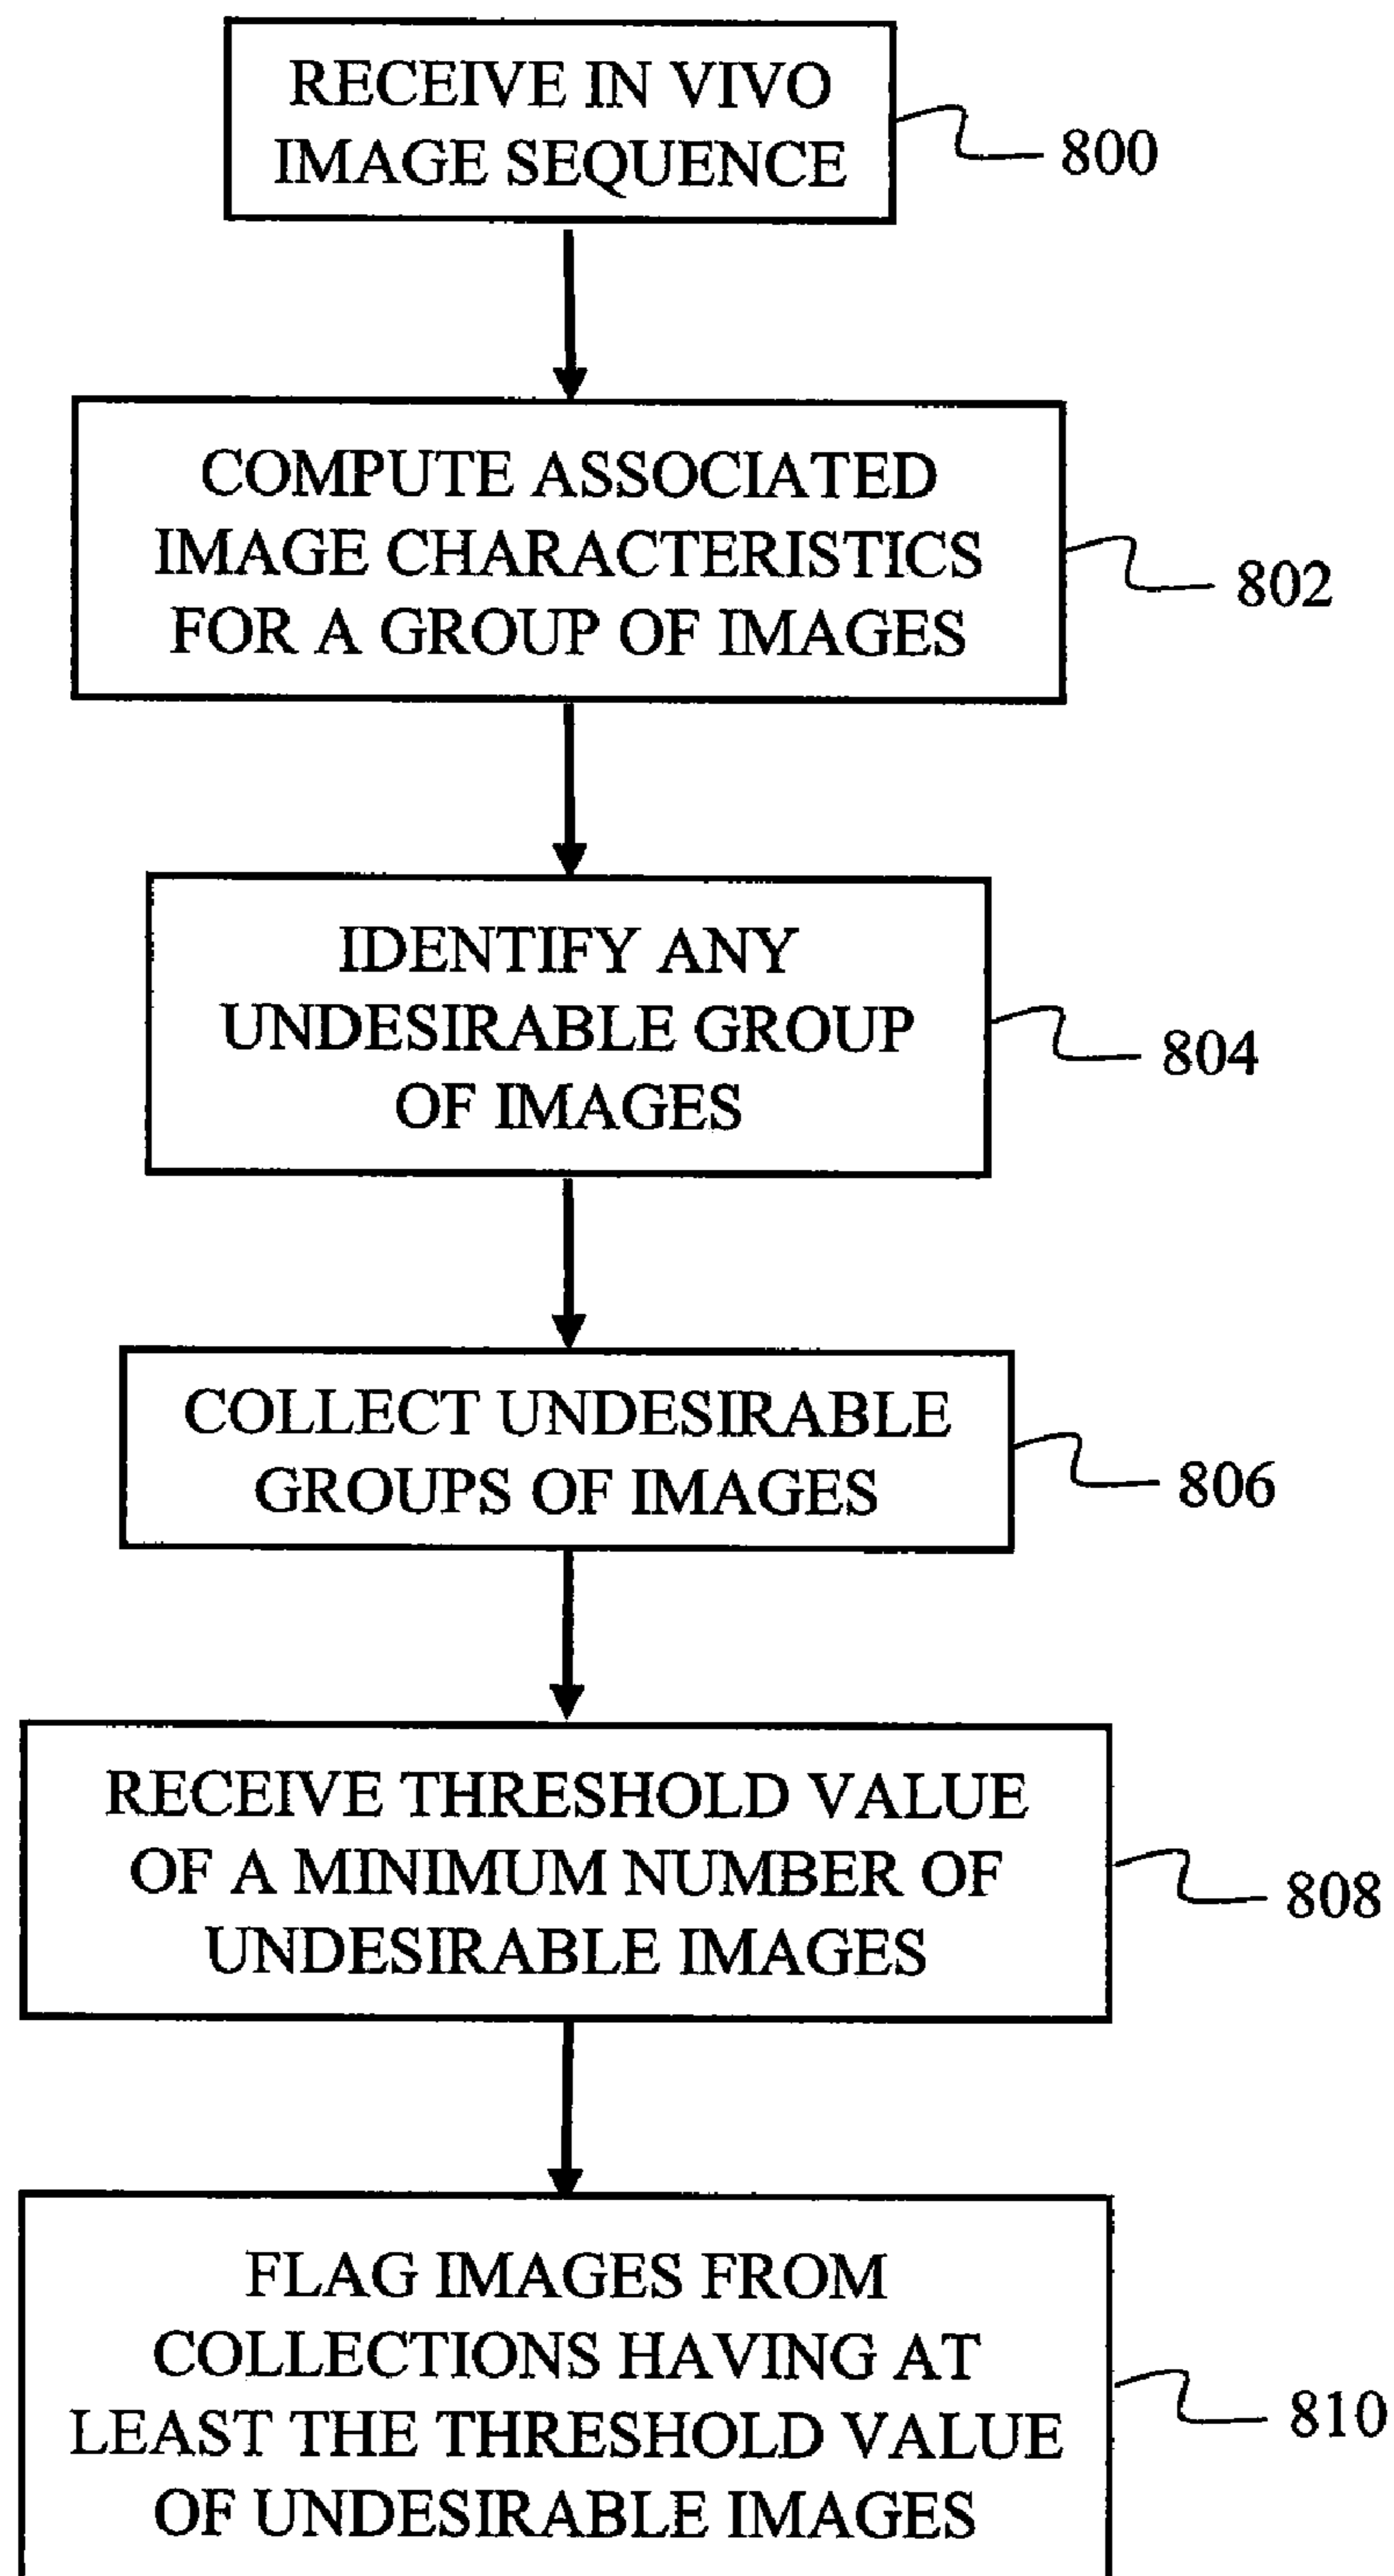 RECEIVE IN VIVO
IMAGE SEQUENCE
800
COMPUTE ASSOCIATED
IMAGE CHARACTERISTICS
FOR A GROUP OF IMAGES
802
IDENTIFY ANY
UNDESIRABLE GROUP
OF IMAGES
804
COLLECT UNDESIRABLE
GROUPS OF IMAGES
806
RECEIVE THRESHOLD VALUE
OF A MINIMUM NUMBER OF
UNDESIRABLE IMAGES
808
FLAG IMAGES FROM
COLLECTIONS HAVING AT
LEAST THE THRESHOLD VALUE
OF UNDESIRABLE IMAGES
810